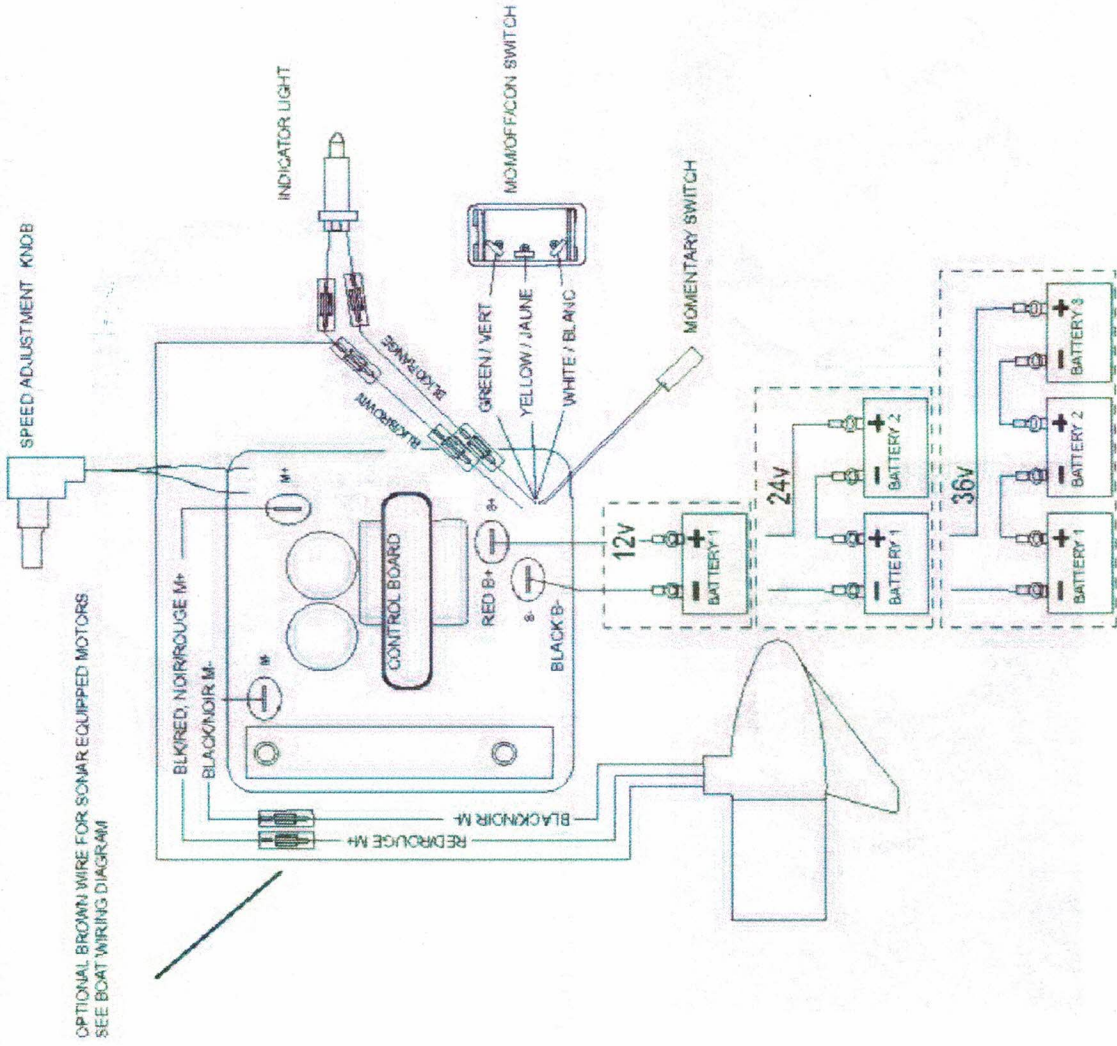 OPTIONAL BROWN WIRE FOR SONAR EQUIPPED MOTORS
SEE BOAT WIRING DIAGRAM
SPEED ADJUSTMENT KNOB
BLK/RED, NOIR/ROUGE M+
BLACK/NOIR M-
M-
M+
CONTROL BOARD
RED B+
BLACK B-
INDICATOR LIGHT
BLK/BROWN
MOM/OFF/CON SWITCH
GREEN / VERT
YELLOW / JAUNE
WHITE / BLANC
MOMENTARY SWITCH
RED/ROUGE M+
BLACK/NOIR M-
12v
- +
BATTERY 1
24v
- + - +
BATTERY 1 BATTERY 2
36v
- + - + - +
BATTERY 1 BATTERY 2 BATTERY 3